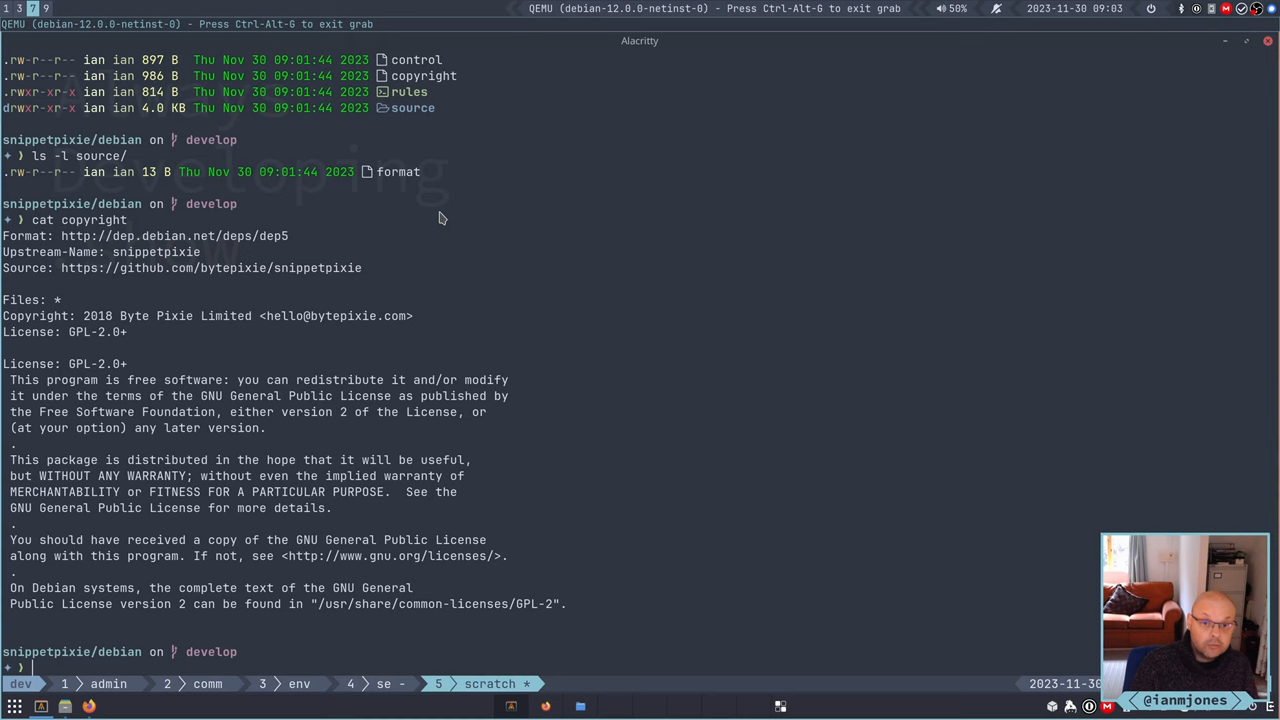 1 3 7 9
QEMU (debian-12.0.0-netinst-0) - Press Ctrl-Alt-G to exit grab
50%
2023-11-30 09:03
QEMU (debian-12.0.0-netinst-0) - Press Ctrl-Alt-G to exit grab
Alacritty
.rw-r--r-- ian ian 897 B Thu Nov 30 09:01:44 2023 control
.rw-r--r-- ian ian 986 B Thu Nov 30 09:01:44 2023 copyright
.rwxr-xr-x ian ian 814 B Thu Nov 30 09:01:44 2023 rules
drwxr-xr-x ian ian 4.0 KB Thu Nov 30 09:01:44 2023 source
snippetpixie/debian on develop
❯ ls -l source/
.rw-r--r-- ian ian 13 B Thu Nov 30 09:01:44 2023 format
Developing
snippetpixie/debian on develop
❯ cat copyright
Format: http://dep.debian.net/deps/dep5
Upstream-Name: snippetpixie
Source: https://github.com/bytepixie/snippetpixie
Files: *
Copyright: 2018 Byte Pixie Limited <hello@bytepixie.com>
License: GPL-2.0+
License: GPL-2.0+
This program is free software: you can redistribute it and/or modify
it under the terms of the GNU General Public License as published by
the Free Software Foundation, either version 2 of the License, or
(at your option) any later version.
.
This package is distributed in the hope that it will be useful,
but WITHOUT ANY WARRANTY; without even the implied warranty of
MERCHANTABILITY or FITNESS FOR A PARTICULAR PURPOSE.  See the
GNU General Public License for more details.
.
You should have received a copy of the GNU General Public License
along with this program. If not, see <http://www.gnu.org/licenses/>.
.
On Debian systems, the complete text of the GNU General
Public License version 2 can be found in "/usr/share/common-licenses/GPL-2".
snippetpixie/debian on develop
❯
dev 1 admin 2 comm 3 env 4 se - 5 scratch * 2023-11-30
@ianmjones